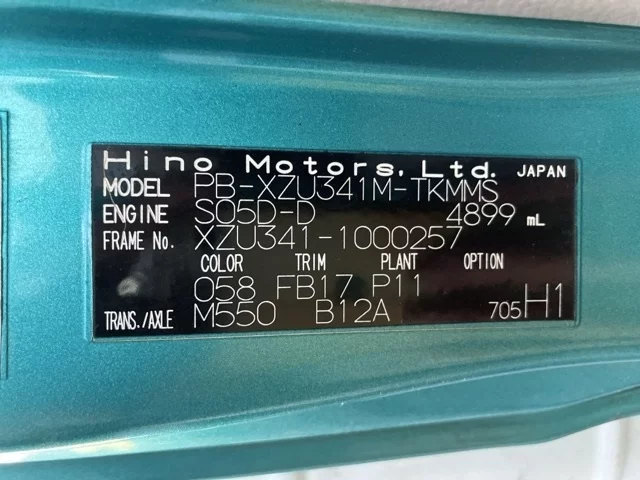 Hino Motors, Ltd. JAPAN
MODEL PB-XZU341M-TKMMS
ENGINE S05D-D 4899 mL
FRAME No. XZU341-1000257
COLOR TRIM PLANT OPTION
058 FB17 P11
TRANS./AXLE M550 B12A 705H1